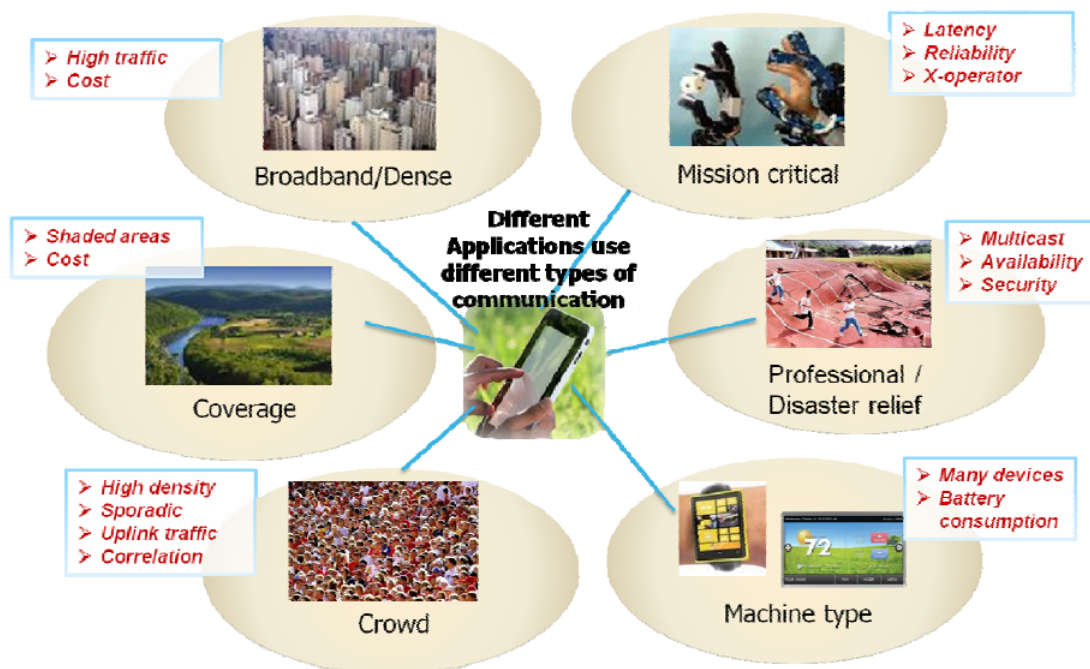 ➢ High traffic
➢ Cost
Broadband/Dense
➢ Latency
➢ Reliability
➢ X-operator
Mission critical
Different
Applications use
different types of
communication
➢ Shaded areas
➢ Cost
Coverage
➢ Multicast
➢ Availability
➢ Security
Professional /
Disaster relief
➢ High density
➢ Sporadic
➢ Uplink traffic
➢ Correlation
Crowd
➢ Many devices
➢ Battery
consumption
72
Machine type